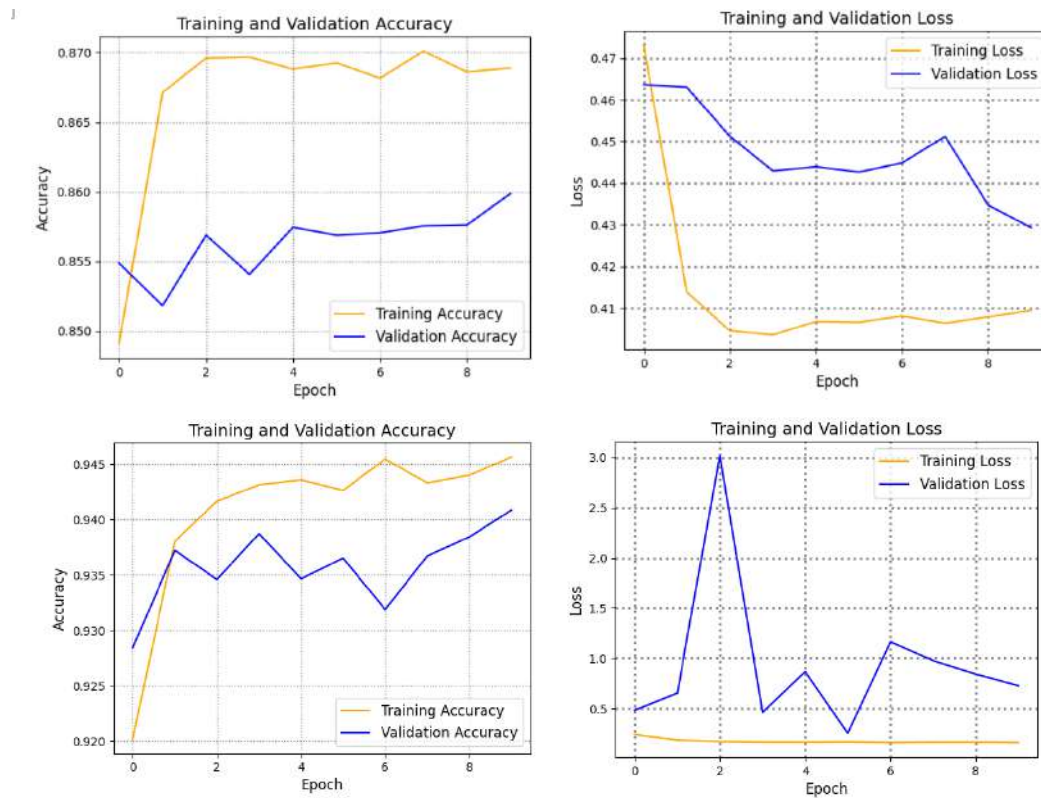 J
Training and Validation Accuracy
0.870
0.865
0.860
0.855
0.850
Accuracy
Training Accuracy
Validation Accuracy
0
2
4
6
8
Epoch
Training and Validation Loss
0.47
0.46
0.45
0.44
0.43
0.42
0.41
Loss
Training Loss
Validation Loss
0
2
4
6
8
Epoch
Training and Validation Accuracy
0.945
0.940
0.935
0.930
0.925
0.920
Accuracy
Training Accuracy
Validation Accuracy
0
2
4
6
8
Epoch
Training and Validation Loss
3.0
2.5
2.0
1.5
1.0
0.5
Loss
Training Loss
Validation Loss
0
2
4
6
8
Epoch